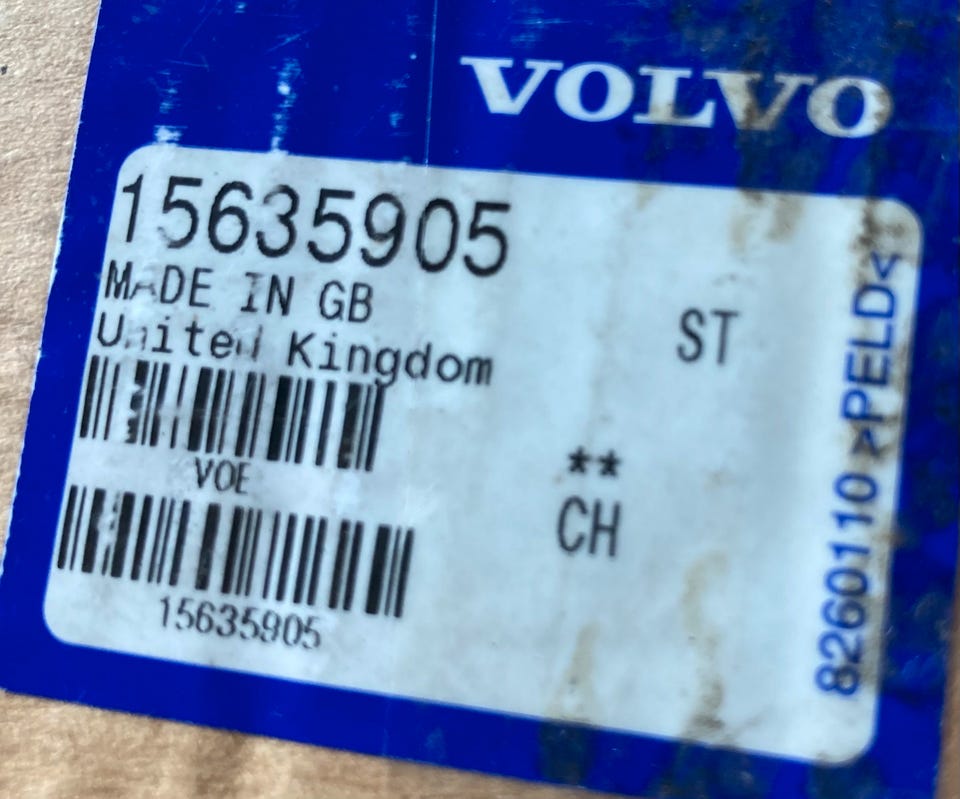 VOLVO
15635905
MADE IN GB
United Kingdom
ST
VOE
**
CH
15635905
8260110 >PELD<